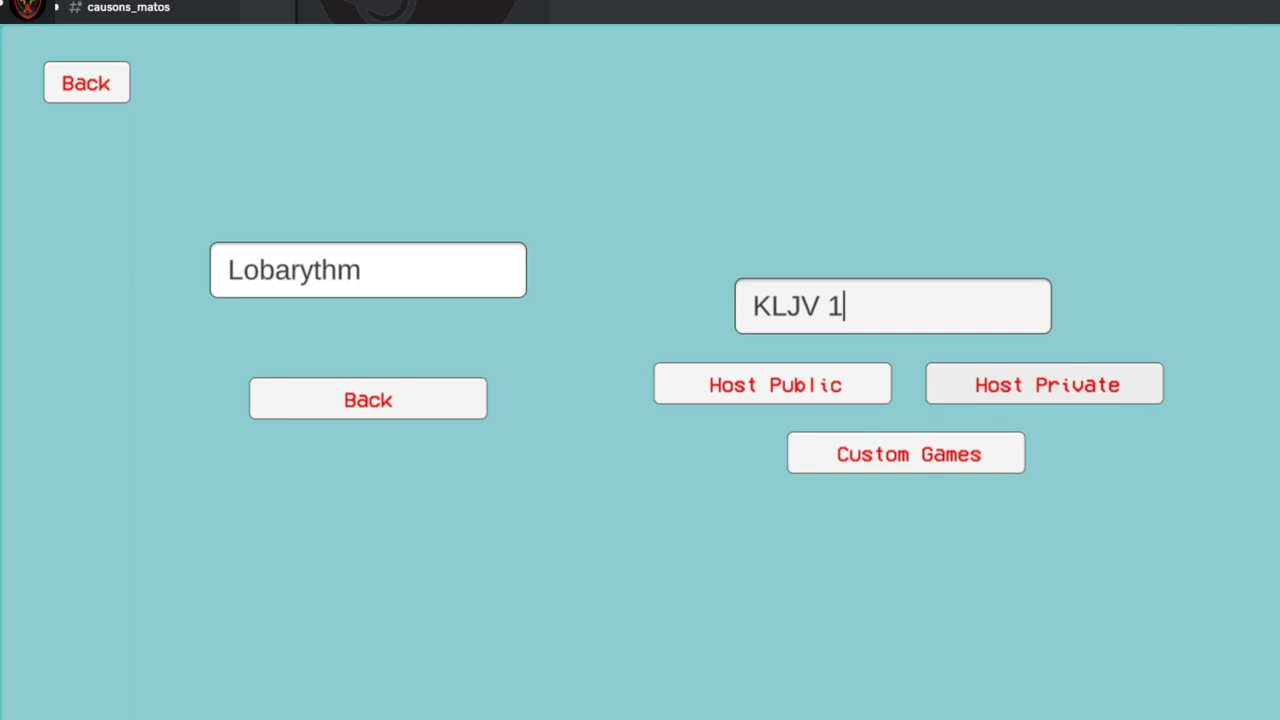 # causons_matos
Back
Lobarythm
KLJV 1
Back
Host Public
Host Private
Custom Games